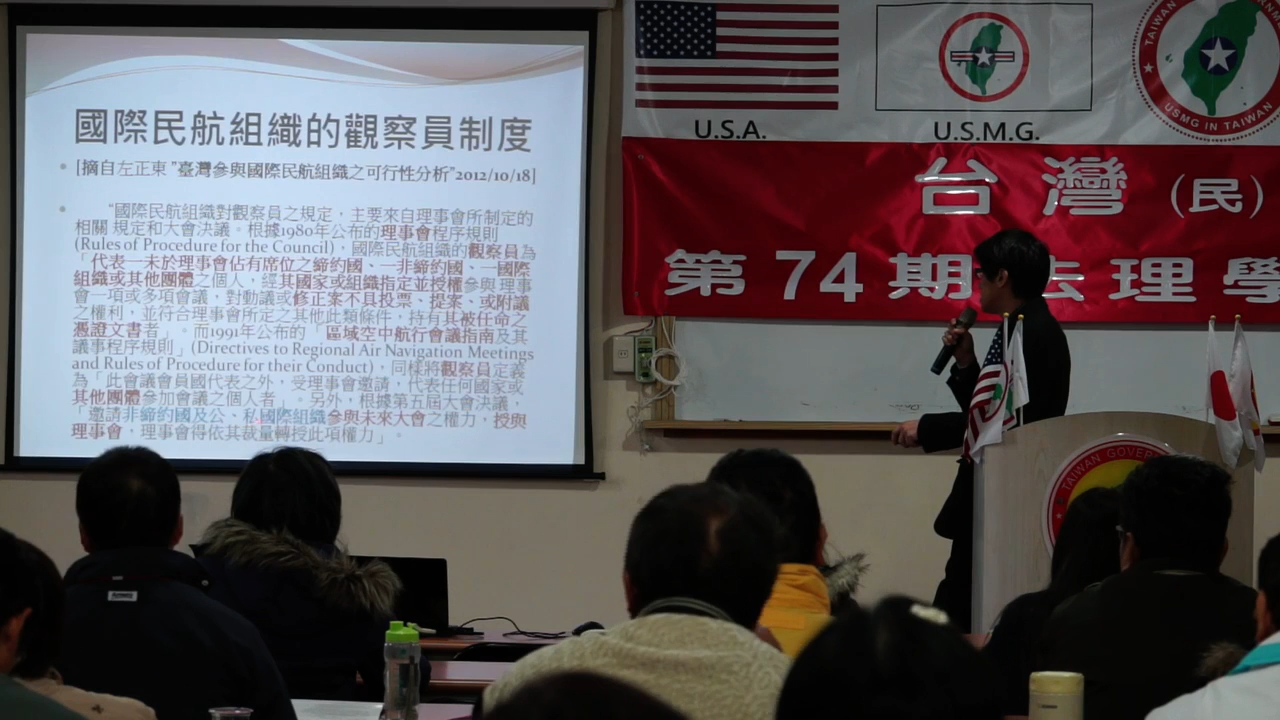 國際民航組織的觀察員制度
• [摘自左正東 "臺灣參與國際民航組織之可行性分析"2012/10/18]
• "國際民航組織對觀察員之規定，主要來自理事會所制定的
相關 規定和大會決議。根據1980年公布的理事會程序規則
(Rules of Procedure for the Council)，國際民航組織的觀察員為
「代表一未於理事會佔有席位之締約國、一非締約國、一國際
組織或其他團體之個人，經其國家或組織指定並授權參與 理事
會一項或多項會議，對動議或修正案不具投票、提案、或附議
之權利，並符合理事會所定之其他此類條件，持有其被任命之
憑證文書者」。而1991年公布的「區域空中航行會議指南及其
議事程序規則」(Directives to Regional Air Navigation Meetings
and Rules of Procedure for their Conduct)，同樣將觀察員定義
為「此會議會員國代表之外，受理事會邀請，代表任何國家或
其他團體參加會議之個人者」。另外，根據第五屆大會決議，
「邀請非締約國及公、私國際組織參與未來大會之權力，授與
理事會，理事會得依其裁量轉授此項權力」。
U.S.A.
U.S.M.G.
TAIWAN
USMG IN TAIWAN
台灣（民）
第74期法理學
TAIWAN GOVERN